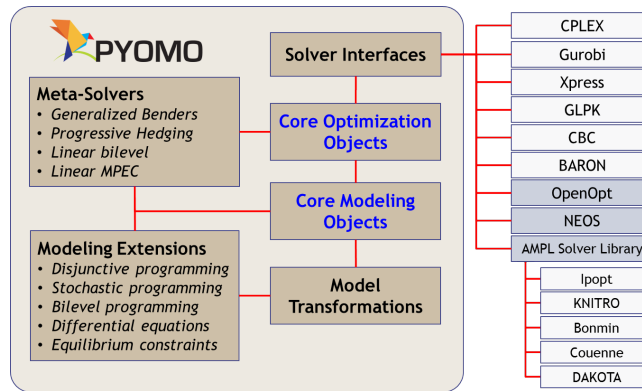 PYOMO
Solver Interfaces
Meta-Solvers
• Generalized Benders
• Progressive Hedging
• Linear bilevel
• Linear MPEC
Core Optimization
Objects
Core Modeling
Objects
Modeling Extensions
• Disjunctive programming
• Stochastic programming
• Bilevel programming
• Differential equations
• Equilibrium constraints
Model
Transformations
CPLEX
Gurobi
Xpress
GLPK
CBC
BARON
OpenOpt
NEOS
AMPL Solver Library
Ipopt
KNITRO
Bonmin
Couenne
DAKOTA